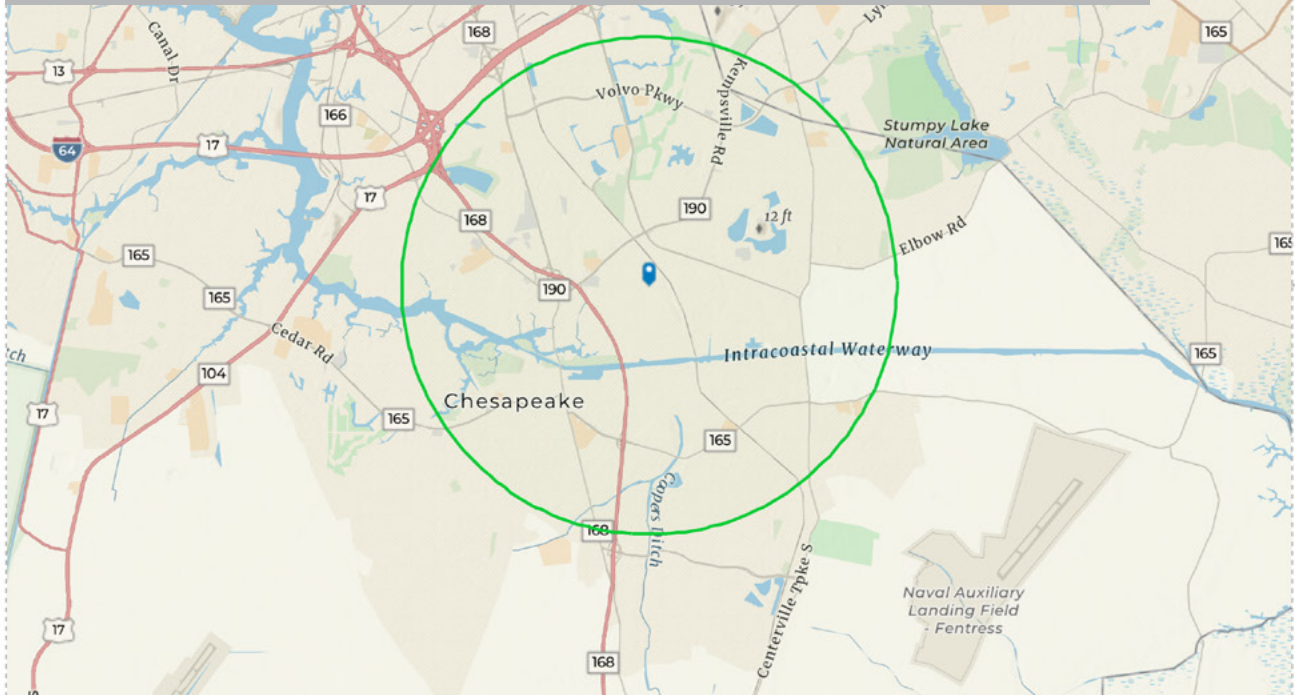 168
165
Canal Dr
13
Volvo Pkwy
Kempsville Rd
166
Stumpy Lake
Natural Area
17
64
17
190
12 ft
168
Elbow Rd
165
165
190
165
Cedar Rd
Intracoastal Waterway
165
104
Chesapeake
17
165
165
Coopers Ditch
168
Centerville Tpke S
Naval Auxiliary
Landing Field
- Fentress
17
168